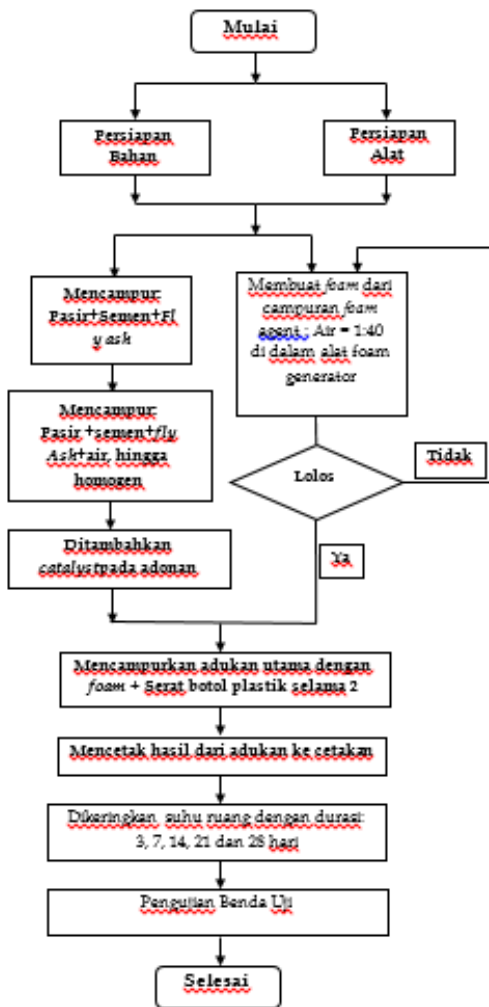 Mulai
Persiapan
Bahan
Persiapan
Alat
Mencampur:
Pasir+Semen+Fl
y ash
Membuat foam dari
campuran foam
agent : Air = 1:40
di dalam alat foam
generator
Mencampur:
Pasir +semen+fly
Ash+air, hingga
homogen
Lolos
Tidak
Ditambahkan
catalystpada adonan
Ya
Mencampurkan adukan utama dengan
foam + Serat botol plastik selama 2
Mencetak hasil dari adukan ke cetakan
Dikeringkan suhu ruang dengan durasi:
3, 7, 14, 21 dan 28 hari
Pengujian Benda Uji
Selesai